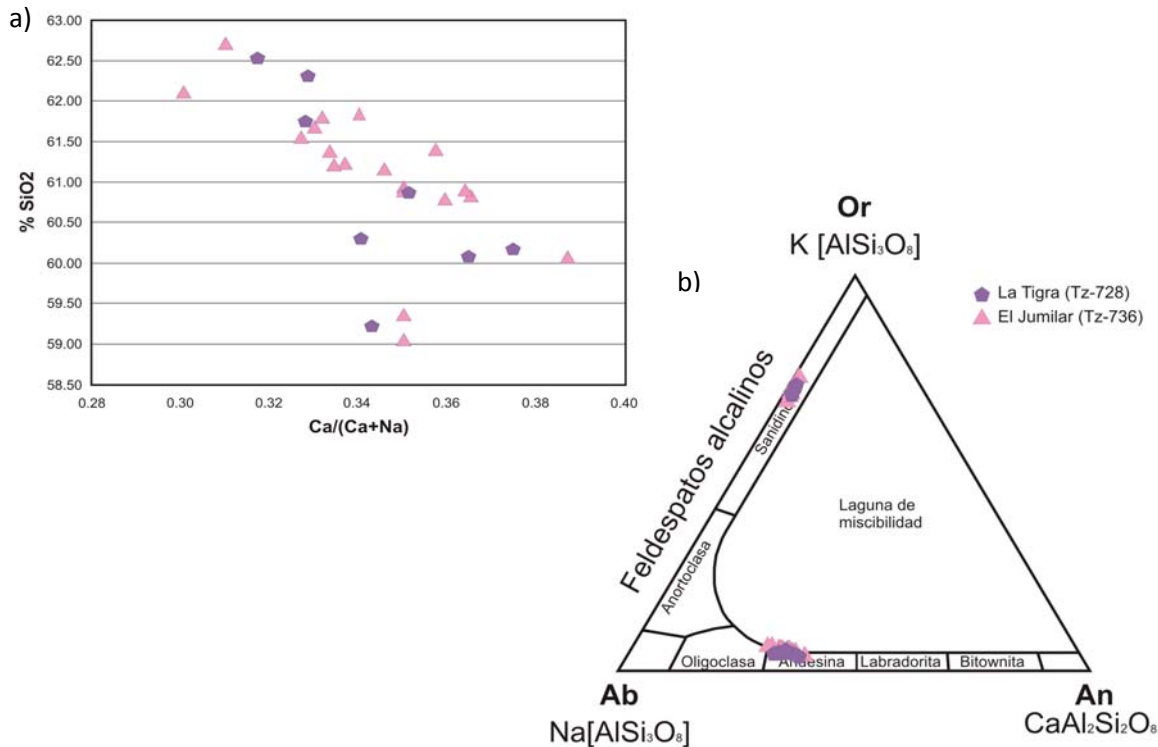 a)
63.00
62.50
62.00
61.50
61.00
60.50
60.00
59.50
59.00
58.50
% SiO2
0.28
0.30
0.32
0.34
0.36
0.38
0.40
Ca/(Ca+Na)
b)
Or
K [AlSi₃O₈]
La Tigra (Tz-728)
El Jumilar (Tz-736)
Feldespatos alcalinos
Sanidino
Anortoclasa
Laguna de
miscibilidad
Oligoclasa
Andesina
Labradorita
Bitownita
Ab
An
Na[AlSi₃O₈]
CaAl₂Si₂O₈